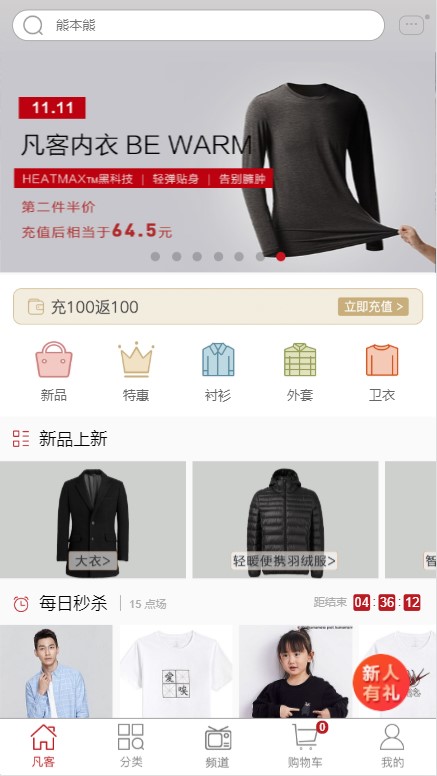 熊本熊
11.11
凡客内衣 BE WARM
HEATMAX™黑科技 | 轻弹贴身 | 告别臃肿
第二件半价
充值后相当于64.5元
充100返100
立即充值 >
新品 特惠 衬衫 外套 卫衣
新品上新
大衣> 轻暖便携羽绒服>
每日秒杀 | 15 点场 距结束 04 : 36 : 12
新人
有礼
0
凡客 分类 频道 购物车 我的